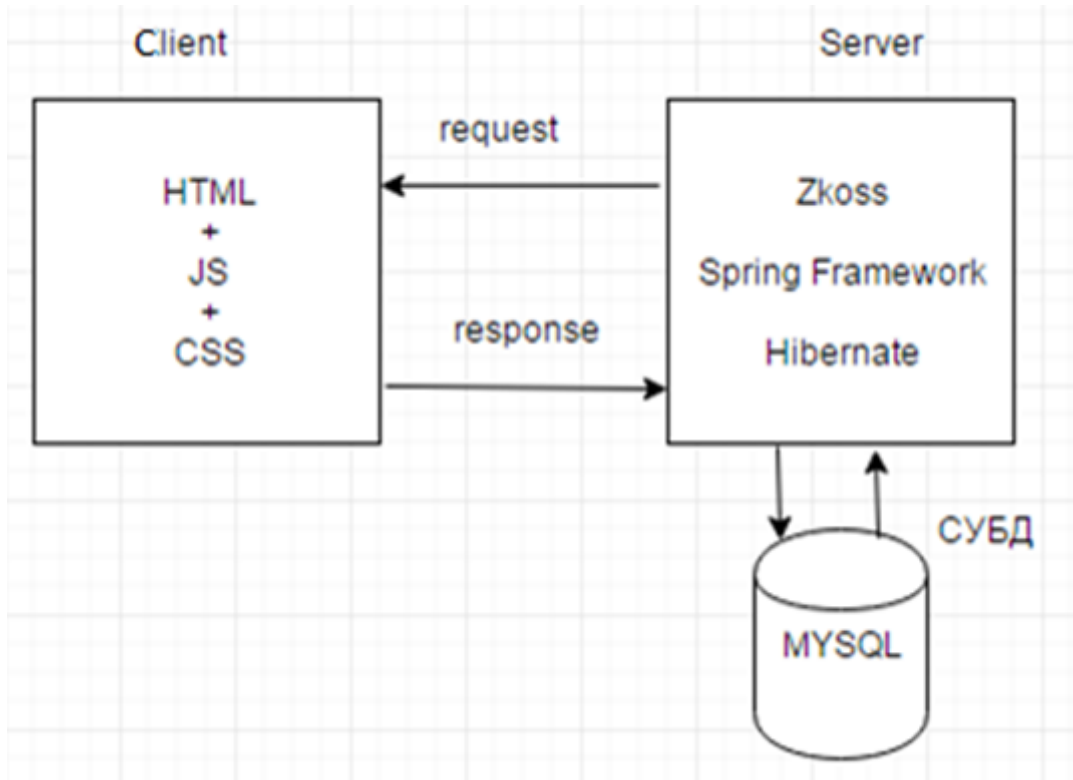 Client
Server
request
HTML
+
JS
+
CSS
response
Zkoss
Spring Framework
Hibernate
СУБД
MYSQL